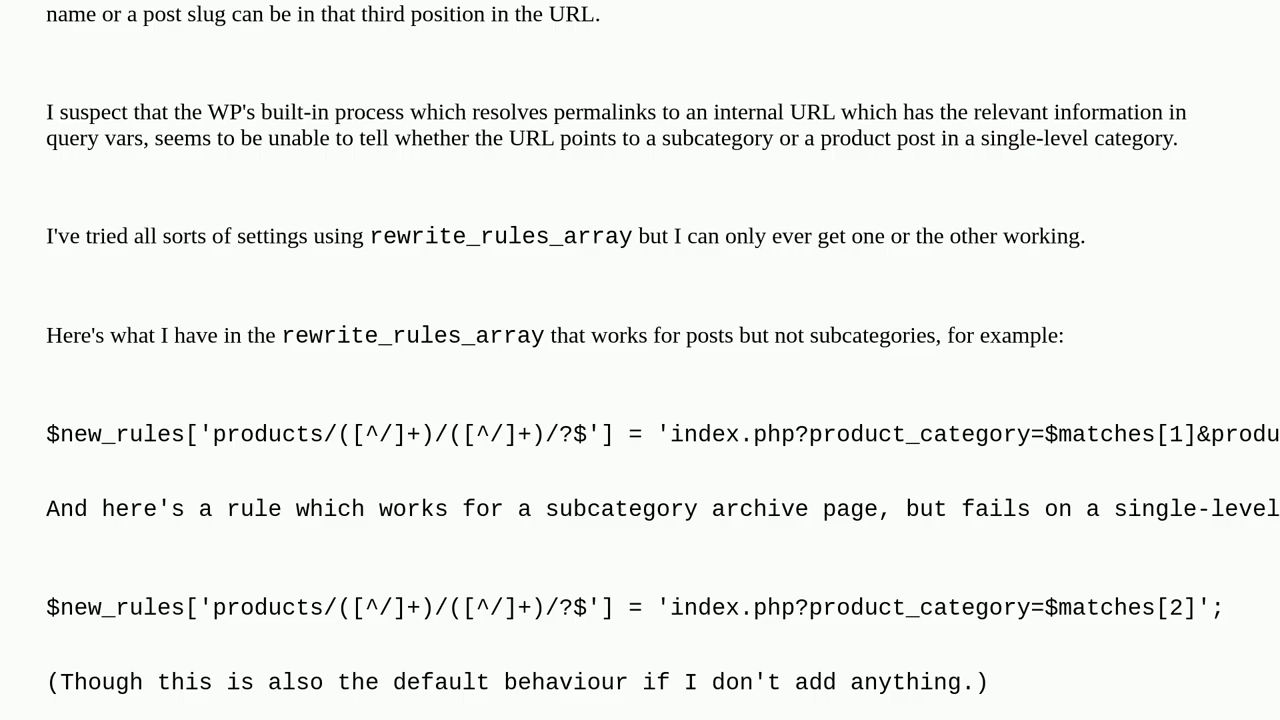 name or a post slug can be in that third position in the URL.
I suspect that the WP's built-in process which resolves permalinks to an internal URL which has the relevant information in
query vars, seems to be unable to tell whether the URL points to a subcategory or a product post in a single-level category.
I've tried all sorts of settings using rewrite_rules_array but I can only ever get one or the other working.
Here's what I have in the rewrite_rules_array that works for posts but not subcategories, for example:
$new_rules['products/([^/]+)/([^/]+)/?$'] = 'index.php?product_category=$matches[1]&produ
And here's a rule which works for a subcategory archive page, but fails on a single-level
$new_rules['products/([^/]+)/([^/]+)/?$'] = 'index.php?product_category=$matches[2]';
(Though this is also the default behaviour if I don't add anything.)